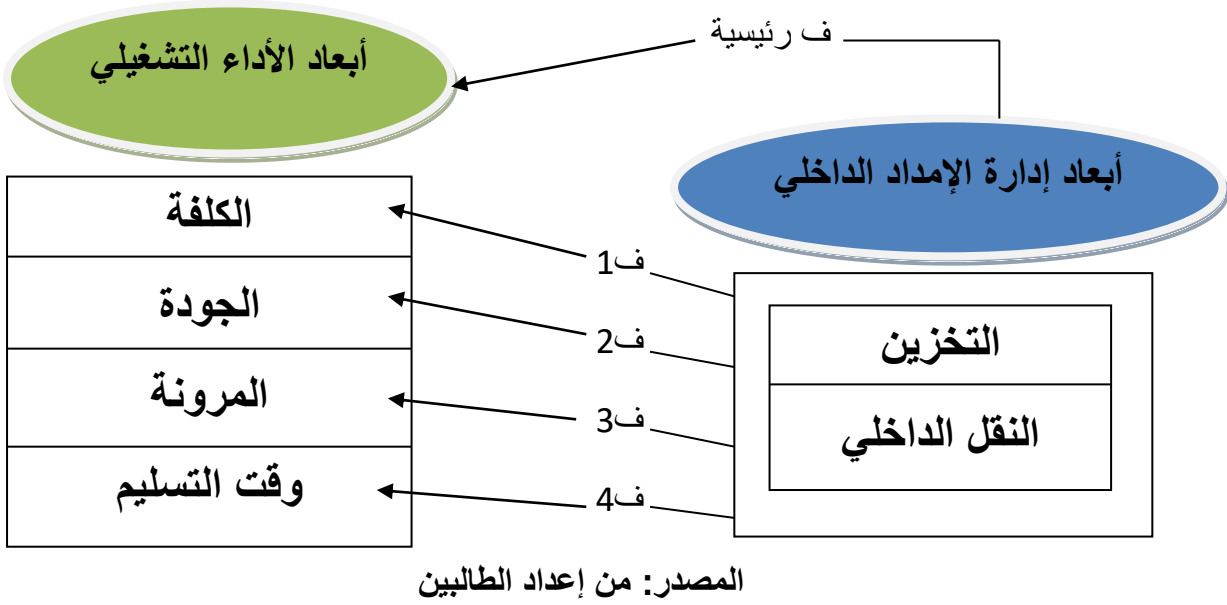 ف رئيسية
أبعاد إدارة الإمداد الداخلي
أبعاد الأداء التشغيلي
التخزين
النقل الداخلي
ف1
ف2
ف3
ف4
الكلفة
الجودة
المرونة
وقت التسليم
المصدر: من إعداد الطالبين